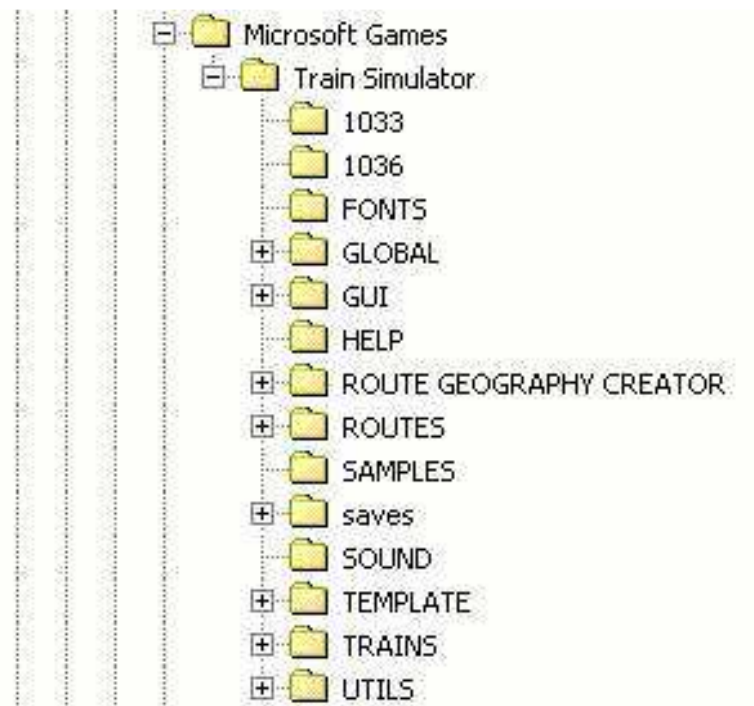 Microsoft Games
Train Simulator
1033
1036
FONTS
GLOBAL
GUI
HELP
ROUTE GEOGRAPHY CREATOR
ROUTES
SAMPLES
saves
SOUND
TEMPLATE
TRAINS
UTILS